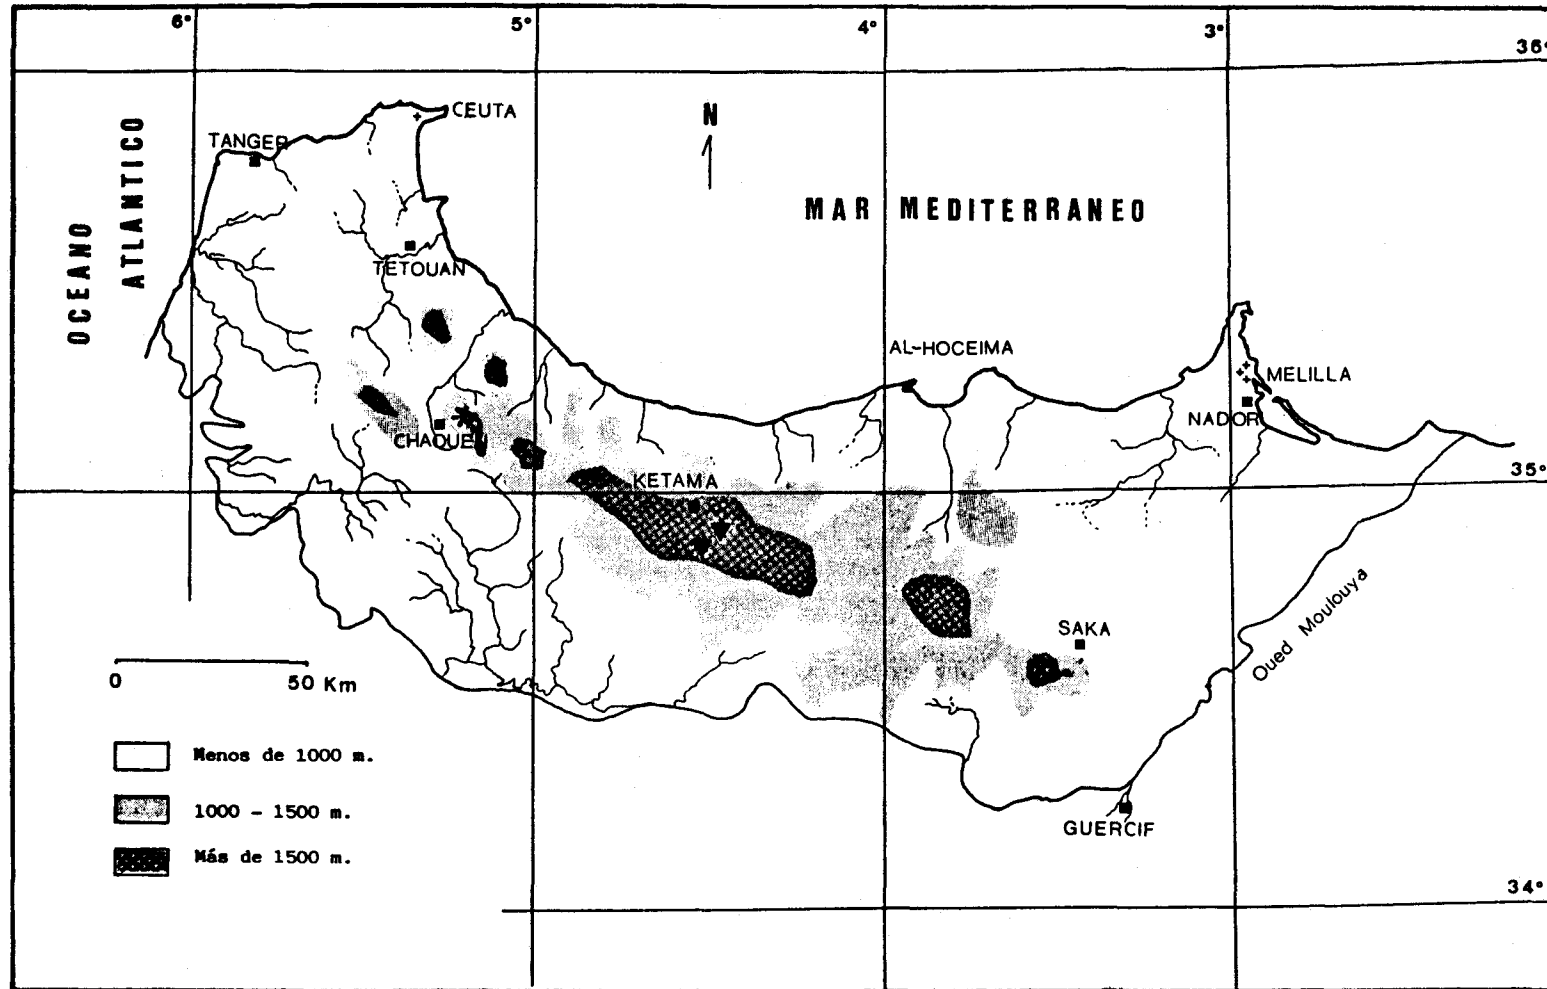 6°
5°
4°
3°
36°
CEUTA
TANGER
N
OCEANO
ATLANTICO
MAR MEDITERRANEO
TETOUAN
AL-HOCEIMA
MELILLA
NADOR
CHAOUEN
KETAMA
35°
SAKA
Oued Moulouya
0 50 Km
Menos de 1000 m.
1000 - 1500 m.
Más de 1500 m.
GUERCIF
34°